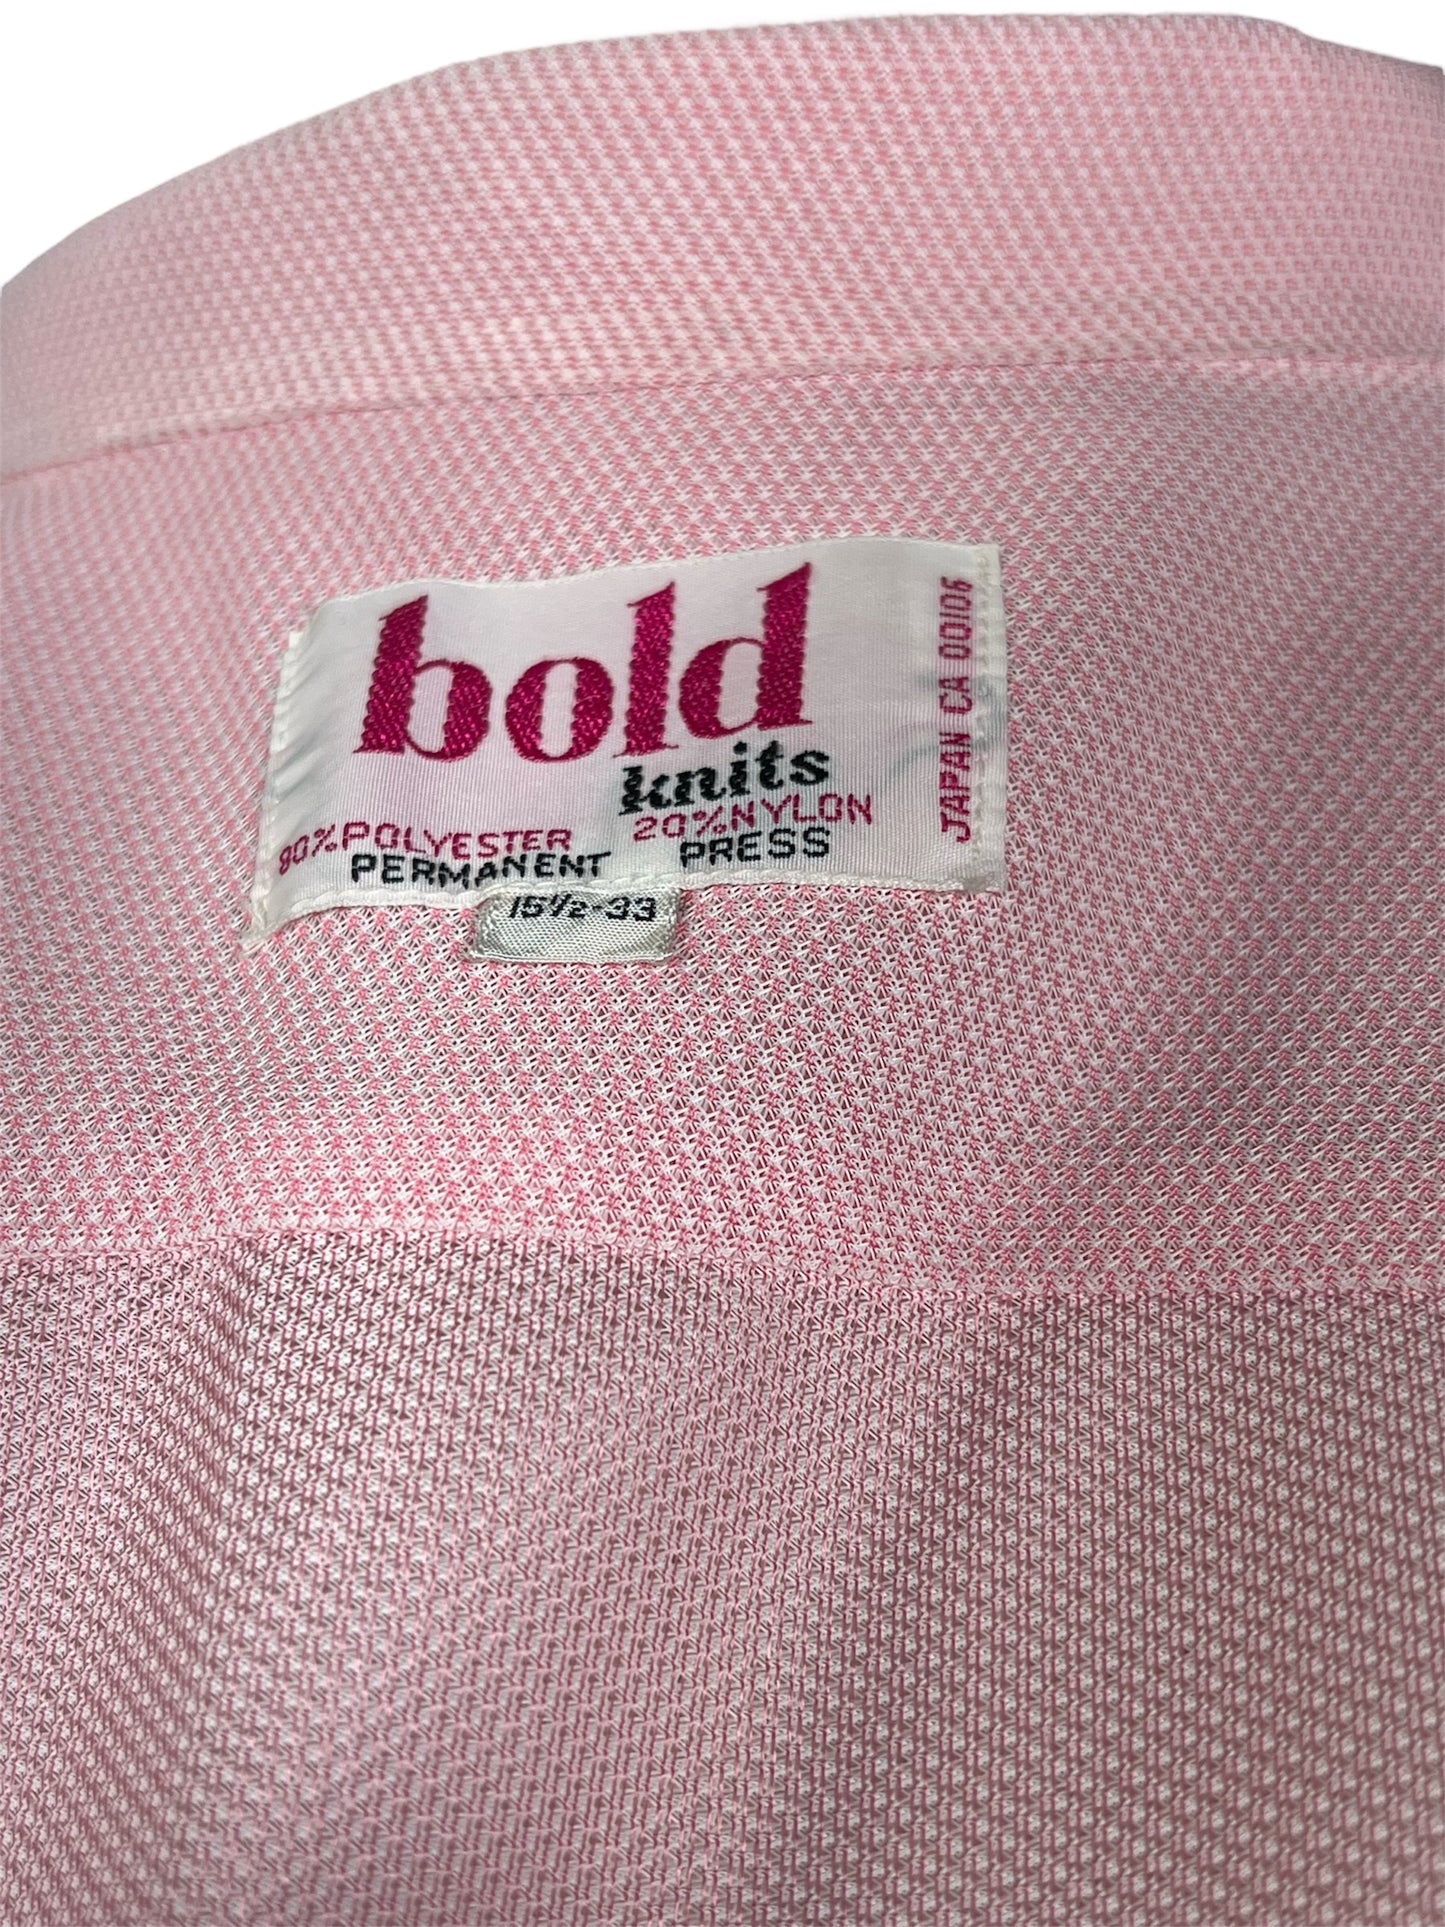 bold
knits
80% POLYESTER 20% NYLON
PERMANENT PRESS
15½-33
JAPAN CA 00106